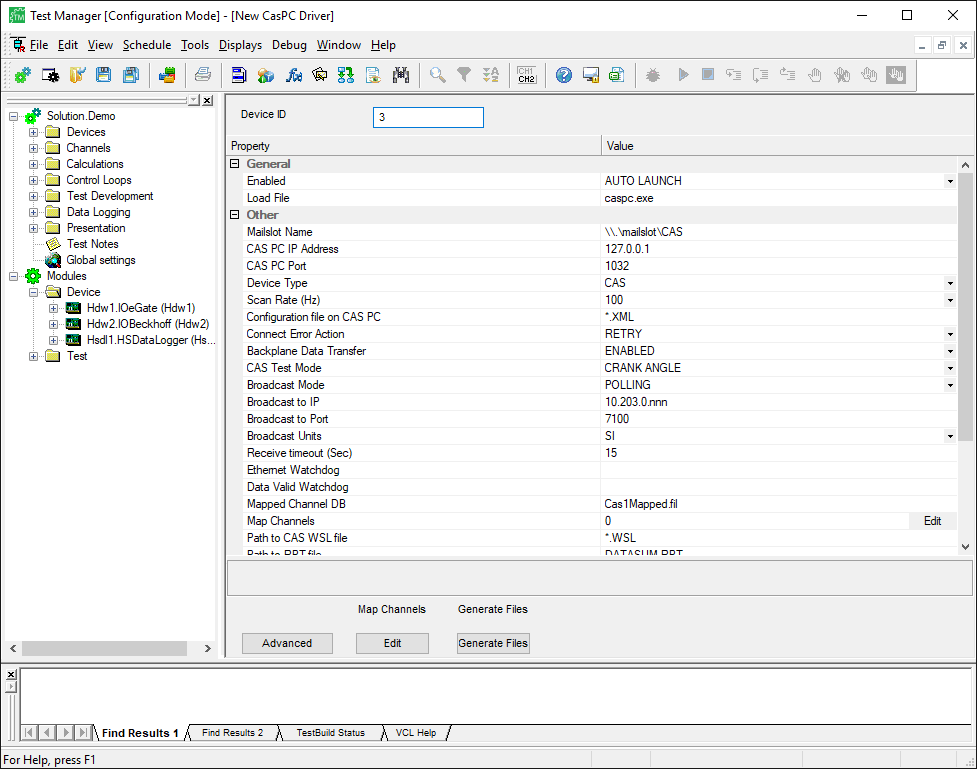 Test Manager [Configuration Mode] - [New CasPC Driver]
File Edit View Schedule Tools Displays Debug Window Help
CH1
CH2
Solution.Demo
Devices
Channels
Calculations
Control Loops
Test Development
Data Logging
Presentation
Test Notes
Global settings
Modules
Device
Hdw1.IOeGate (Hdw1)
Hdw2.IOBeckhoff (Hdw2)
Hsdl1.HSDataLogger (Hs...
Test
Device ID 3
Property Value
General
Enabled AUTO LAUNCH
Load File caspc.exe
Other
Mailslot Name \\.\mailslot\CAS
CAS PC IP Address 127.0.0.1
CAS PC Port 1032
Device Type CAS
Scan Rate (Hz) 100
Configuration file on CAS PC *.XML
Connect Error Action RETRY
Backplane Data Transfer ENABLED
CAS Test Mode CRANK ANGLE
Broadcast Mode POLLING
Broadcast to IP 10.203.0.nnn
Broadcast to Port 7100
Broadcast Units SI
Receive timeout (Sec) 15
Ethernet Watchdog
Data Valid Watchdog
Mapped Channel DB Cas1Mapped.fil
Map Channels 0 Edit
Path to CAS WSL file *.WSL
Path to RPT file DATASUM.RPT
Map Channels Generate Files
Advanced Edit Generate Files
Find Results 1 Find Results 2 TestBuild Status VCL Help
For Help, press F1